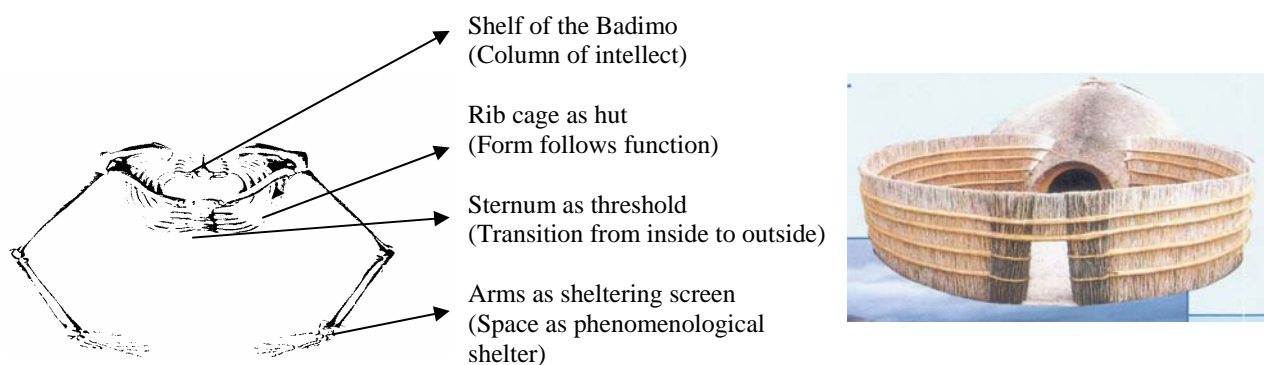 Shelf of the Badimo
(Column of intellect)
Rib cage as hut
(Form follows function)
Sternum as threshold
(Transition from inside to outside)
Arms as sheltering screen
(Space as phenomenological
shelter)